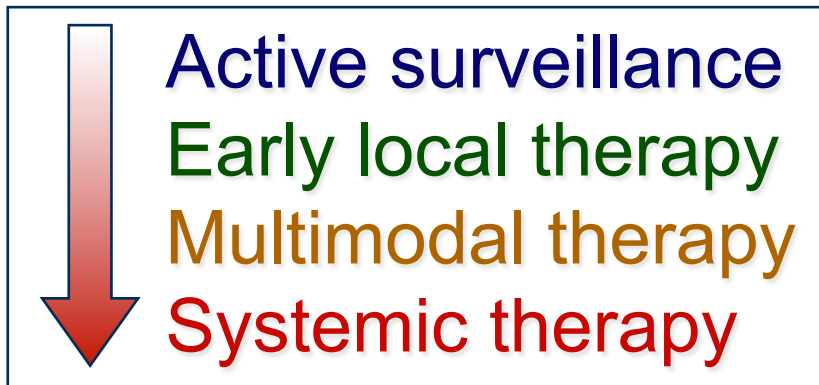 Active surveillance
Early local therapy
Multimodal therapy
Systemic therapy